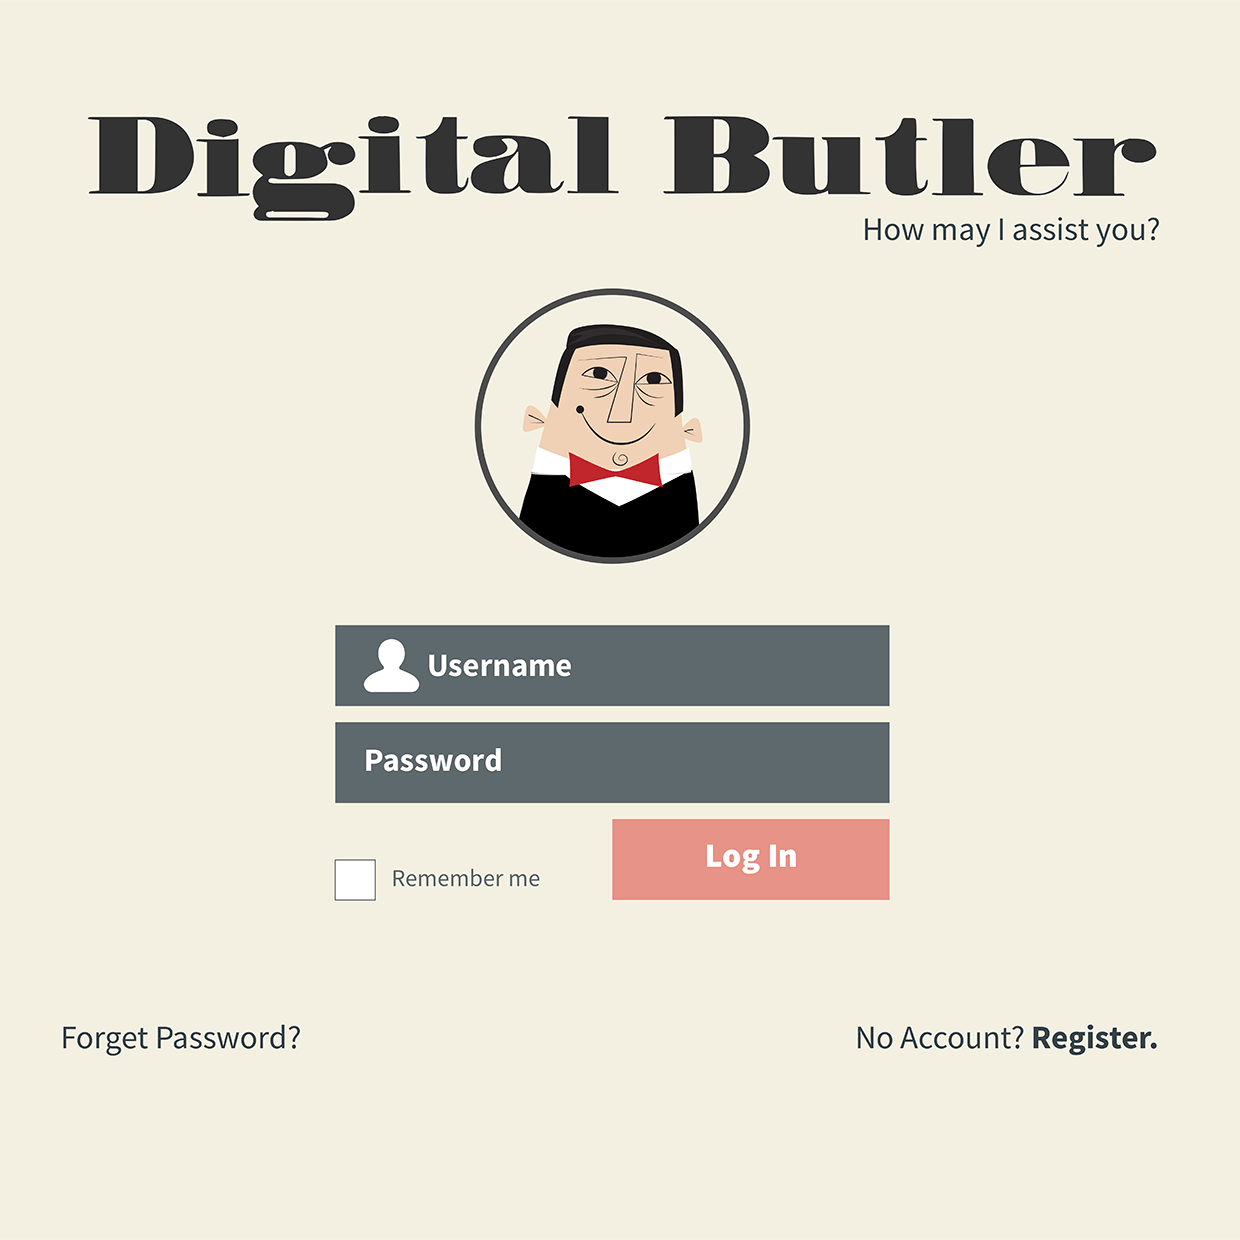 Digital Butler
How may I assist you?
Username
Password
Log In
Remember me
Forget Password?
No Account? Register.